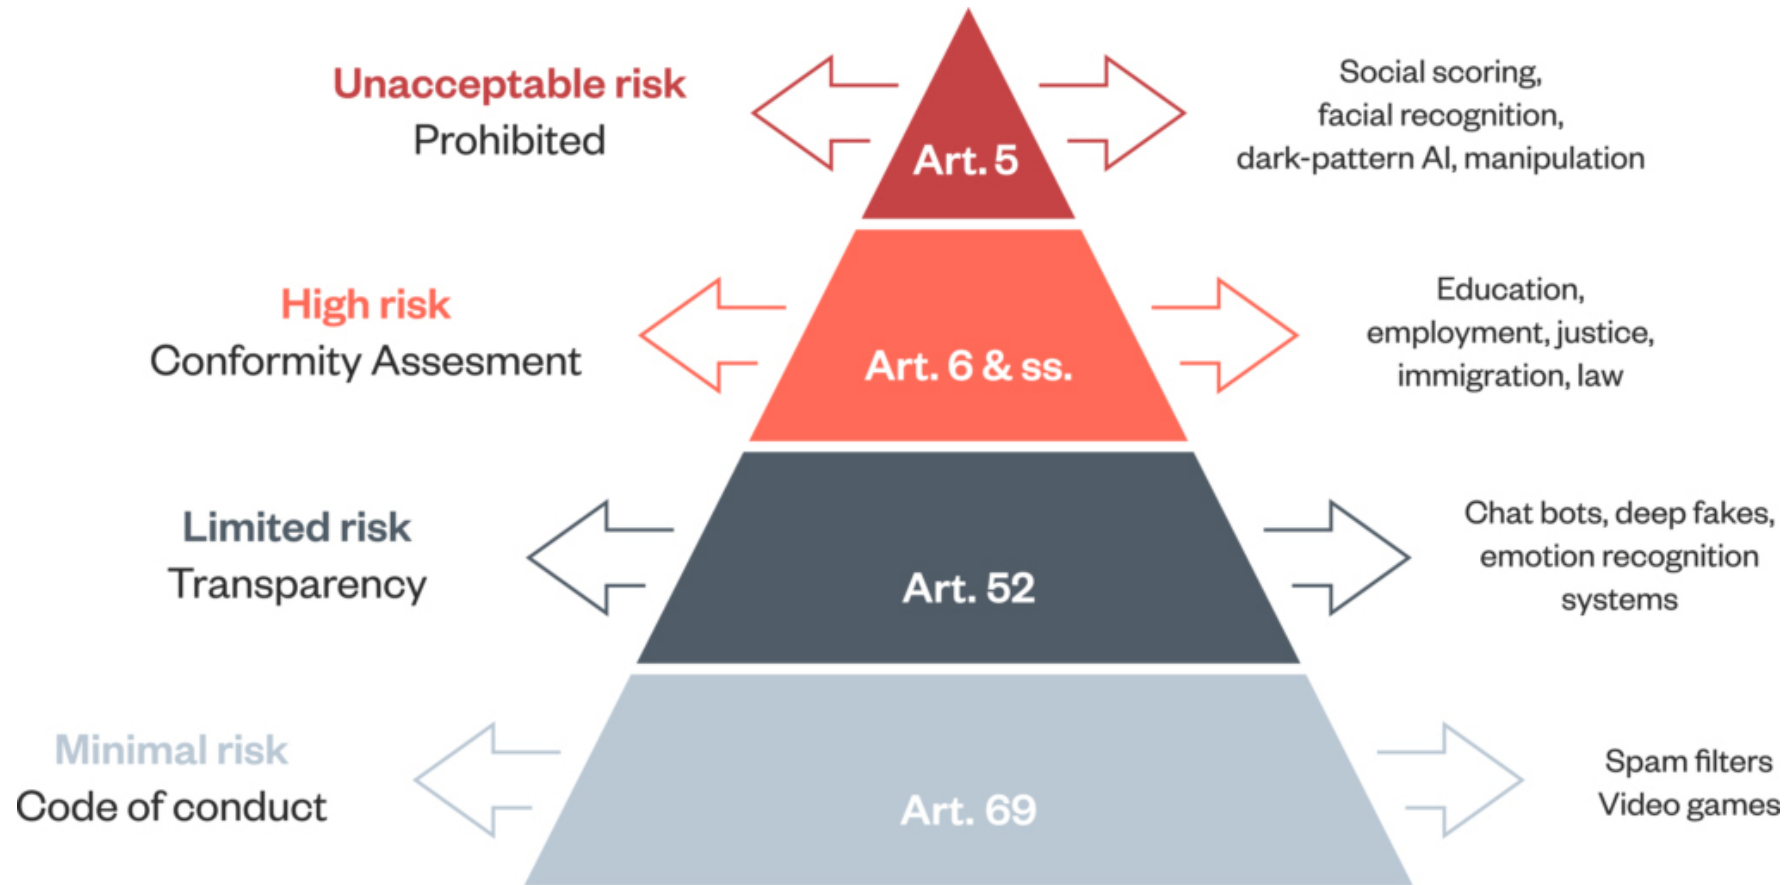 Unacceptable risk
Prohibited
Art. 5
Social scoring,
facial recognition,
dark-pattern AI, manipulation
High risk
Conformity Assesment
Art. 6 & ss.
Education,
employment, justice,
immigration, law
Limited risk
Transparency
Art. 52
Chat bots, deep fakes,
emotion recognition
systems
Minimal risk
Code of conduct
Art. 69
Spam filters
Video games